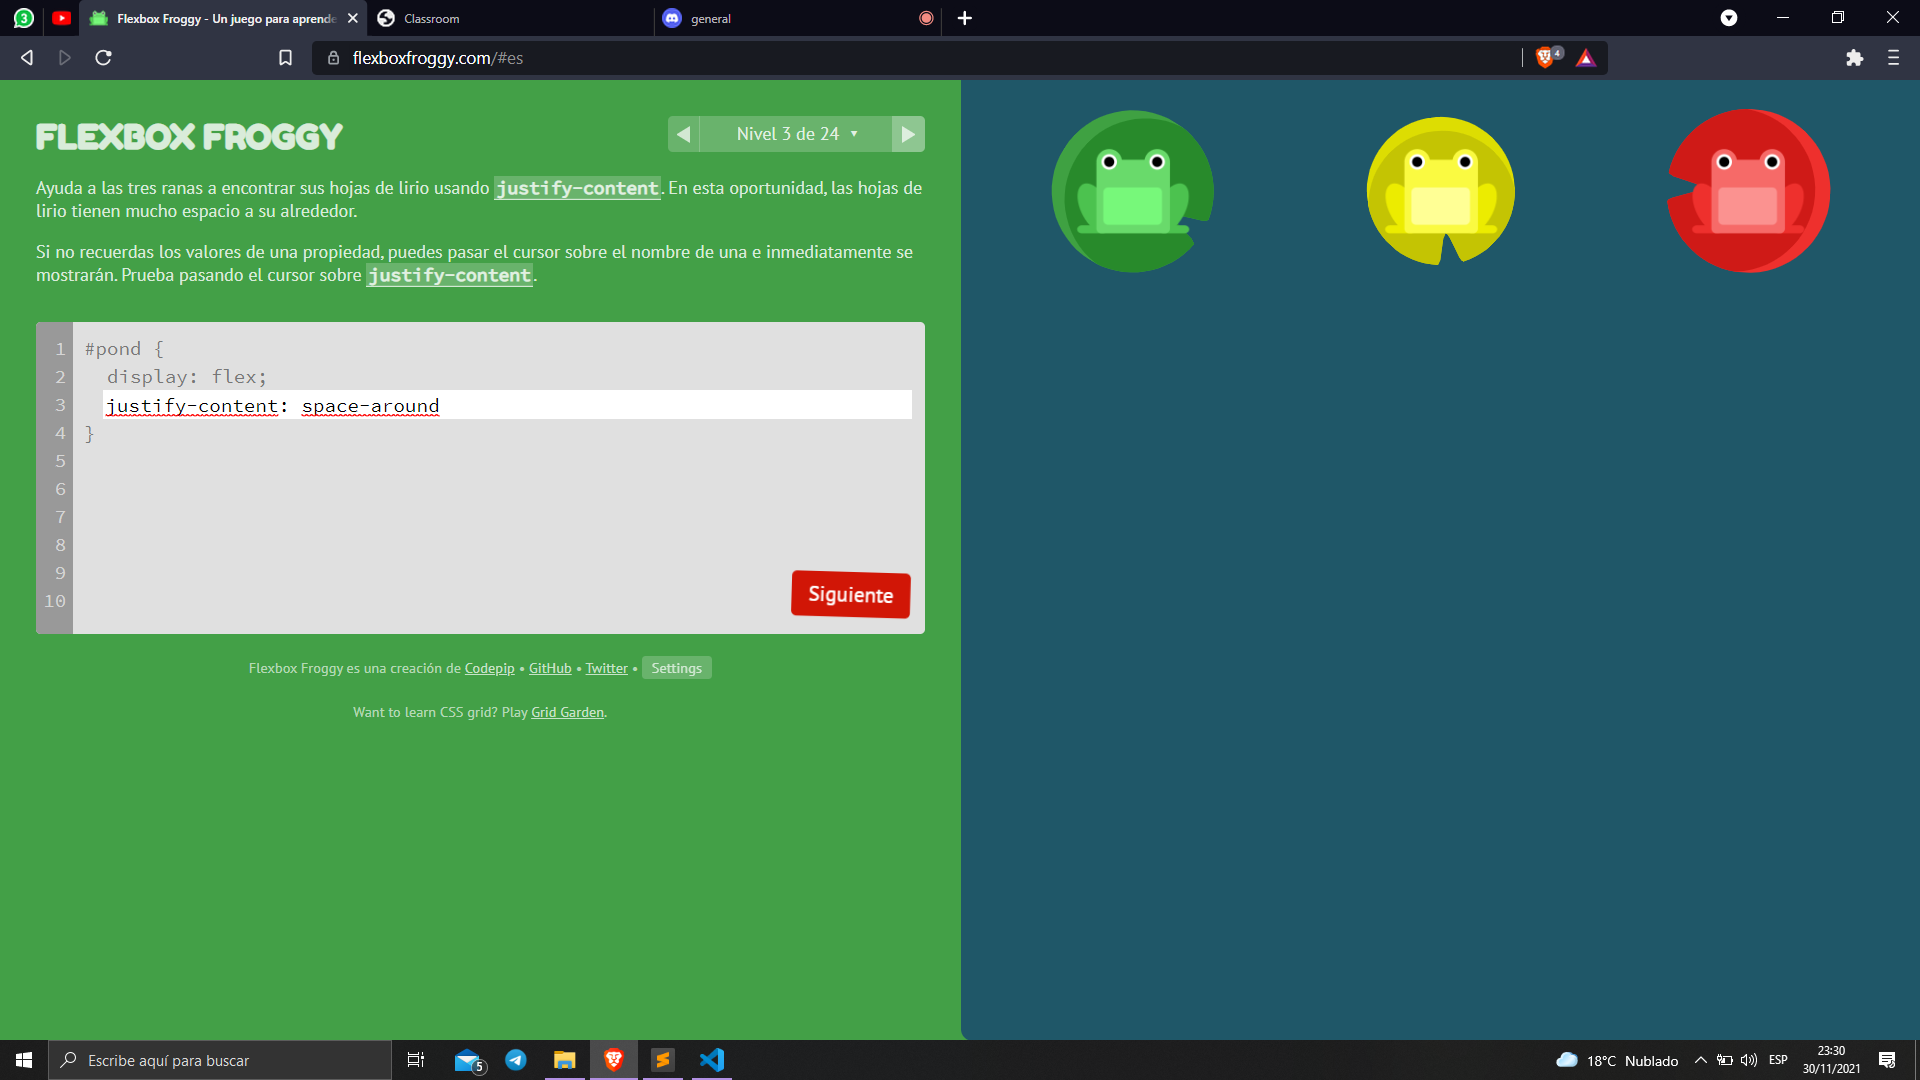 3
Flexbox Froggy - Un juego para aprende
Classroom
general
flexboxfroggy.com/#es
4
FLEXBOX FROGGY
Nivel 3 de 24
Ayuda a las tres ranas a encontrar sus hojas de lirio usando justify-content. En esta oportunidad, las hojas de
lirio tienen mucho espacio a su alrededor.
Si no recuerdas los valores de una propiedad, puedes pasar el cursor sobre el nombre de una e inmediatamente se
mostrarán. Prueba pasando el cursor sobre justify-content.
1 #pond {
2 display: flex;
3 justify-content: space-around
4 }
5
6
7
8
9
10
Siguiente
Flexbox Froggy es una creación de Codepip • GitHub • Twitter • Settings
Want to learn CSS grid? Play Grid Garden.
Escribe aquí para buscar
5
18°C Nublado
ESP
23:30
30/11/2021